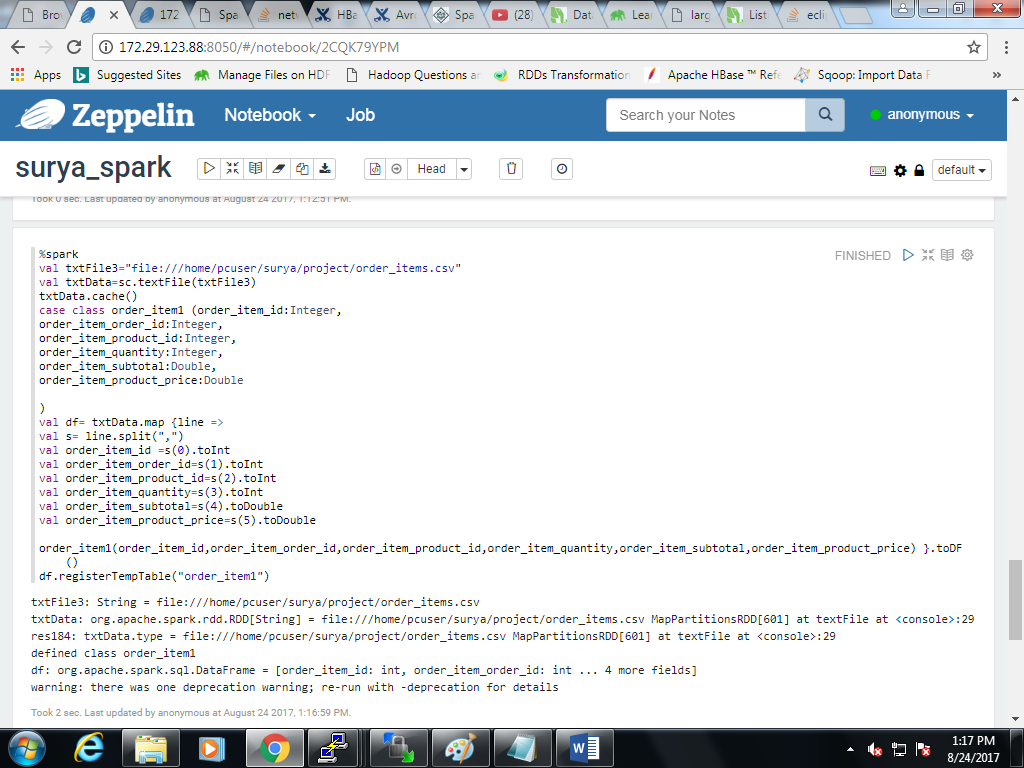 Bro
172
Spa
net
HBa
Avr
Spa
(28)
Dat
Lea
larg
List
ecli
172.29.123.88:8050/#/notebook/2CQK79YPM
Apps Suggested Sites Manage Files on HDF Hadoop Questions an RDDs Transformation Apache HBase ™ Refe Sqoop: Import Data F »
Zeppelin Notebook Job Search your Notes anonymous
surya_spark Head default
Took 0 sec. Last updated by anonymous at August 24 2017, 1:12:51 PM.
FINISHED
%spark
val txtFile3="file:///home/pcuser/surya/project/order_items.csv"
val txtData=sc.textFile(txtFile3)
txtData.cache()
case class order_item1 (order_item_id:Integer,
order_item_order_id:Integer,
order_item_product_id:Integer,
order_item_quantity:Integer,
order_item_subtotal:Double,
order_item_product_price:Double
)
val df= txtData.map {line =>
val s= line.split(",")
val order_item_id =s(0).toInt
val order_item_order_id=s(1).toInt
val order_item_product_id=s(2).toInt
val order_item_quantity=s(3).toInt
val order_item_subtotal=s(4).toDouble
val order_item_product_price=s(5).toDouble
order_item1(order_item_id,order_item_order_id,order_item_product_id,order_item_quantity,order_item_subtotal,order_item_product_price) }.toDF
()
df.registerTempTable("order_item1")
txtFile3: String = file:///home/pcuser/surya/project/order_items.csv
txtData: org.apache.spark.rdd.RDD[String] = file:///home/pcuser/surya/project/order_items.csv MapPartitionsRDD[601] at textFile at <console>:29
res184: txtData.type = file:///home/pcuser/surya/project/order_items.csv MapPartitionsRDD[601] at textFile at <console>:29
defined class order_item1
df: org.apache.spark.sql.DataFrame = [order_item_id: int, order_item_order_id: int ... 4 more fields]
warning: there was one deprecation warning; re-run with -deprecation for details
Took 2 sec. Last updated by anonymous at August 24 2017, 1:16:59 PM.
1:17 PM
8/24/2017